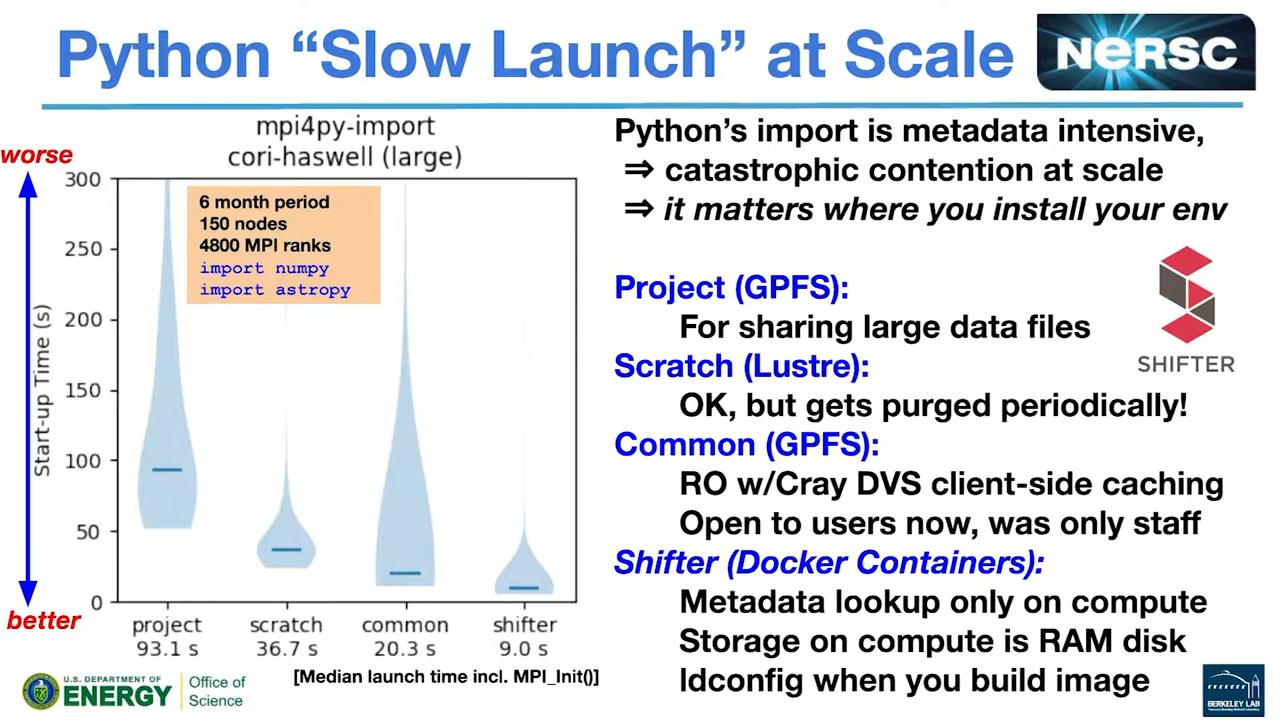 Python “Slow Launch” at Scale
NERSC
mpi4py-import
cori-haswell (large)
worse
better
Start-up Time (s)
300
250
200
150
100
50
0
6 month period
150 nodes
4800 MPI ranks
import numpy
import astropy
project
93.1 s
scratch
36.7 s
common
20.3 s
shifter
9.0 s
[Median launch time incl. MPI_Init()]
Python’s import is metadata intensive,
⇒ catastrophic contention at scale
⇒ it matters where you install your env
Project (GPFS):
For sharing large data files
Scratch (Lustre):
OK, but gets purged periodically!
Common (GPFS):
RO w/Cray DVS client-side caching
Open to users now, was only staff
Shifter (Docker Containers):
Metadata lookup only on compute
Storage on compute is RAM disk
ldconfig when you build image
SHIFTER
U.S. DEPARTMENT OF
ENERGY
Office of
Science
BERKELEY LAB